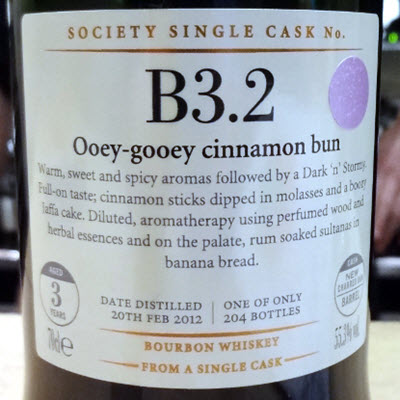 SOCIETY SINGLE CASK No.
B3.2
Ooey-gooey cinnamon bun
Warm, sweet and spicy aromas followed by a Dark 'n' Stormy.
Full-on taste; cinnamon sticks dipped in molasses and a boozy
Jaffa cake. Diluted, aromatherapy using perfumed wood and
herbal essences and on the palate, rum soaked sultanas in
banana bread.
AGED
3
YEARS
DATE DISTILLED
20TH FEB 2012
ONE OF ONLY
204 BOTTLES
NEW
CHARRED OAK
BARREL
70cl e
BOURBON WHISKEY
FROM A SINGLE CASK
55.3% vol